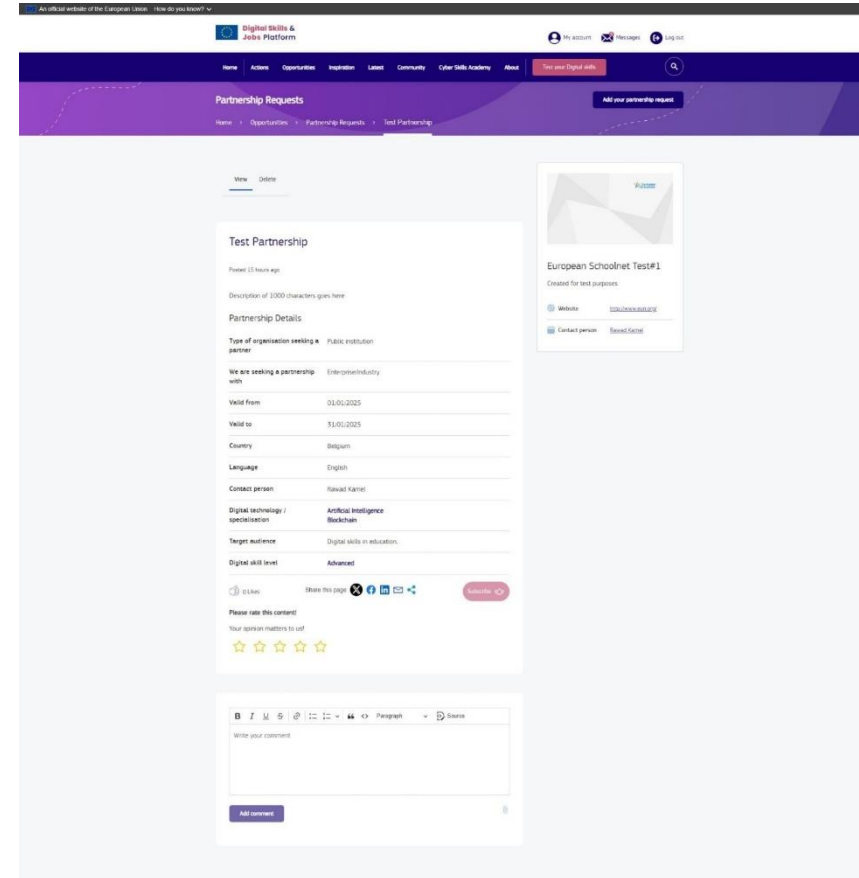 An official website of the European Union How do you know?
Digital Skills &
Jobs Platform
My account Messages Log out
Home Actions Opportunities Inspiration Latest Community Cyber Skills Academy About Test your Digital skills
Partnership Requests
Add your partnership request
Home > Opportunities > Partnership Requests > Test Partnership
View Delete
Test Partnership
Posted 15 hours ago
Description of 1000 characters goes here
Partnership Details
Type of organisation seeking a partner Public institution
We are seeking a partnership with Enterprise/Industry
Valid from 01/01/2025
Valid to 31/01/2025
Country Belgium
Language English
Contact person Rawad Kamel
Digital technology / specialisation Artificial Intelligence
Blockchain
Target audience Digital skills in education.
Digital skill level Advanced
0 Likes Share this page Subscribe
Please rate this content!
Your opinion matters to us!
B I U S Paragraph Source
Write your comment
Add comment
European Schoolnet Test#1
Created for test purposes
Website http://www.eun.org/
Contact person Rawad Kamel